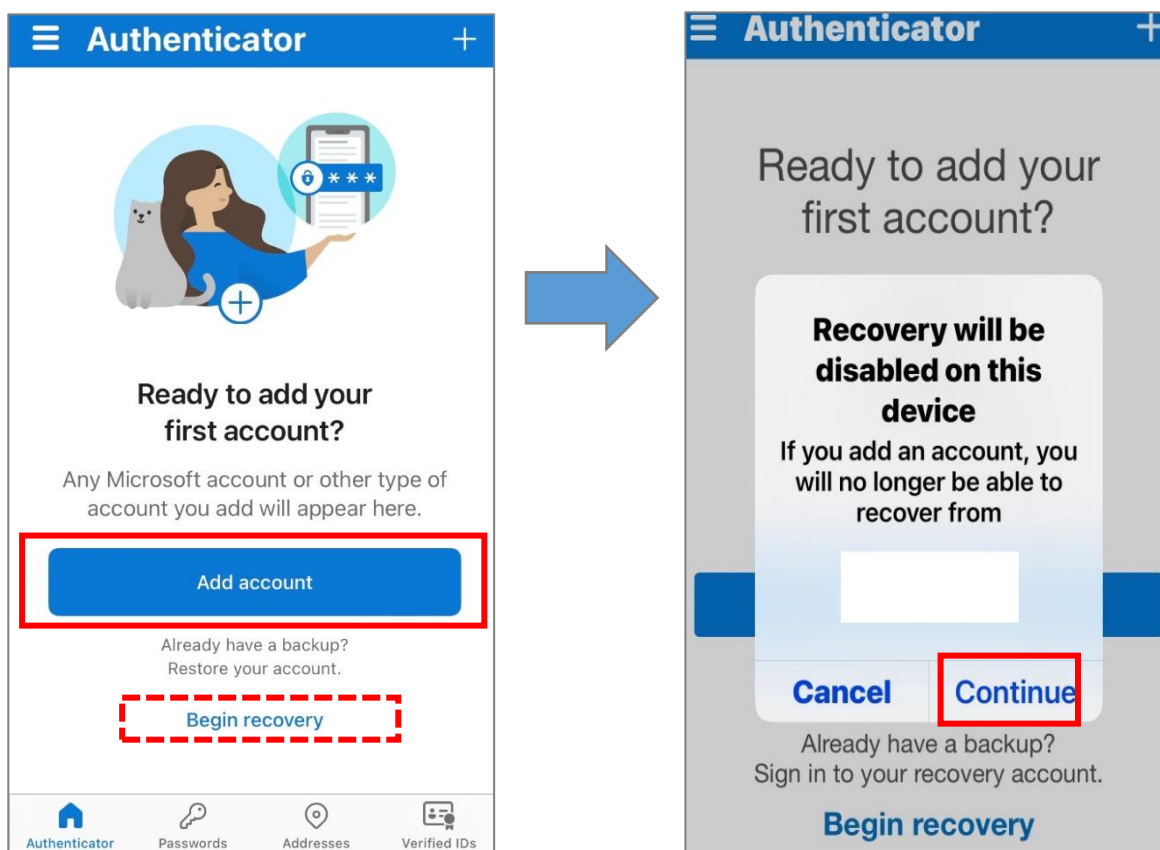 Authenticator
* * *
Ready to add your
first account?
Any Microsoft account or other type of
account you add will appear here.
Add account
Already have a backup?
Restore your account.
Begin recovery
Authenticator
Passwords
Addresses
Verified IDs
Authenticator
Ready to add your
first account?
Recovery will be
disabled on this
device
If you add an account, you
will no longer be able to
recover from
Cancel
Continue
Already have a backup?
Sign in to your recovery account.
Begin recovery